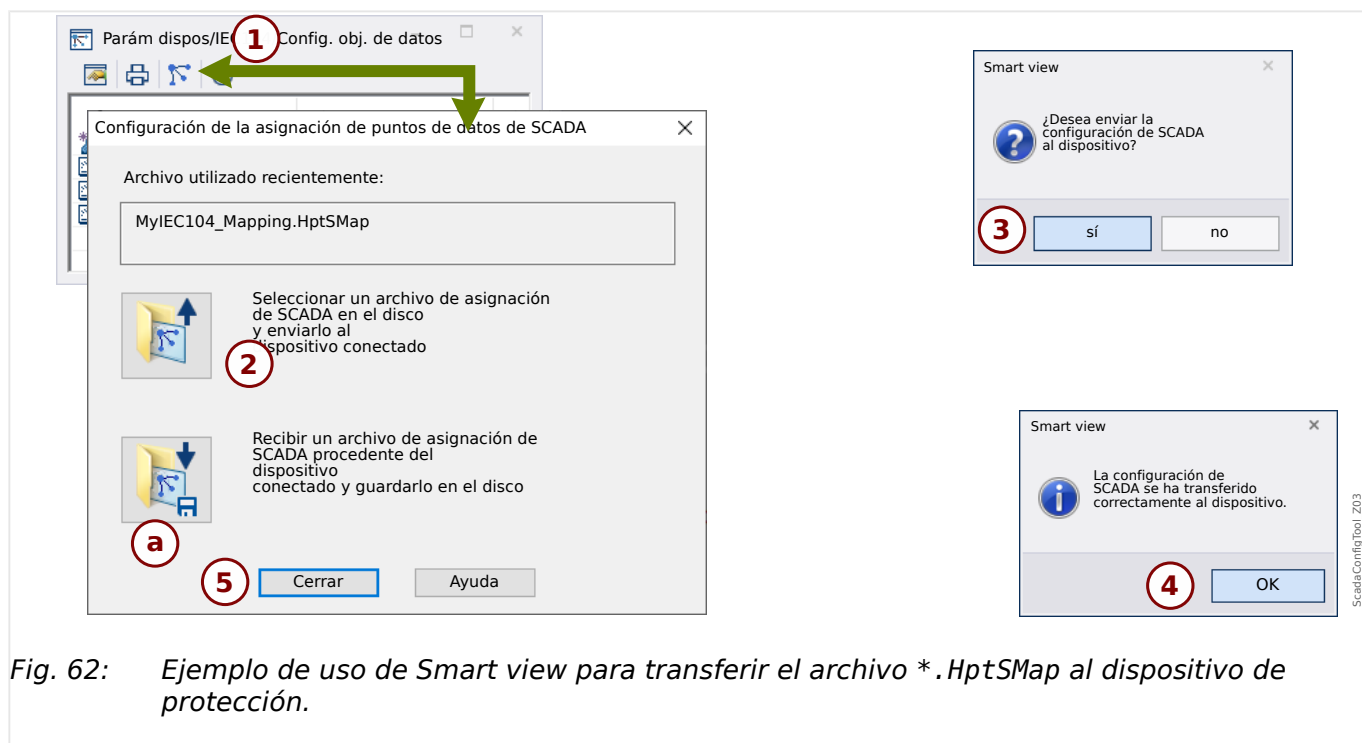 Parám dispos/IE
1
Config. obj. de datos
Configuración de la asignación de puntos de datos de SCADA
Archivo utilizado recientemente:
MyIEC104_Mapping.HptSMap
Seleccionar un archivo de asignación
de SCADA en el disco
y enviarlo al
dispositivo conectado
2
Recibir un archivo de asignación de
SCADA procedente del
dispositivo
conectado y guardarlo en el disco
a
5
Cerrar
Ayuda
Smart view
¿Desea enviar la
configuración de SCADA
al dispositivo?
3
sí
no
Smart view
La configuración de
SCADA se ha transferido
correctamente al dispositivo.
4
OK
ScadaConfigTool_Z03
Fig. 62: Ejemplo de uso de Smart view para transferir el archivo *.HptSMap al dispositivo de
protección.